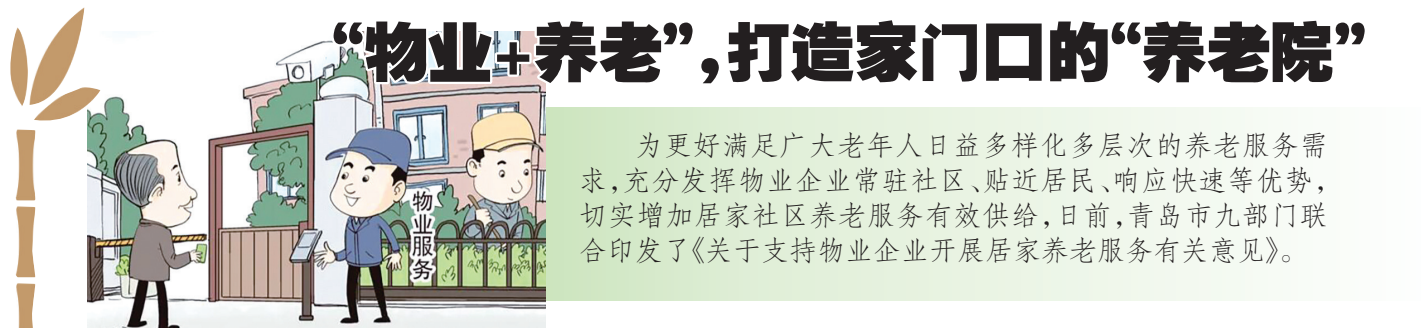 “物业+养老”,打造家门口的“养老院”
为更好满足广大老年人日益多样化多层次的养老服务需
求,充分发挥物业企业常驻社区、贴近居民、响应快速等优势,
切实增加居家社区养老服务有效供给,日前,青岛市九部门联
合印发了《关于支持物业企业开展居家养老服务有关意见》。
物业服务